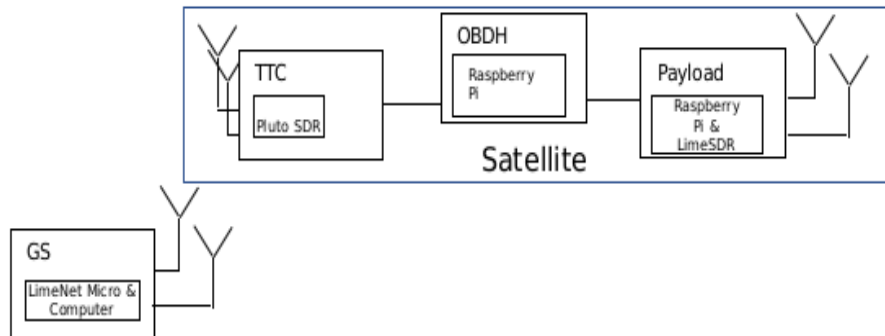 OBDH
Raspberry
Pi
TTC
Pluto SDR
Payload
Raspberry
Pi &
LimeSDR
Satellite
GS
LimeNet Micro &
Computer